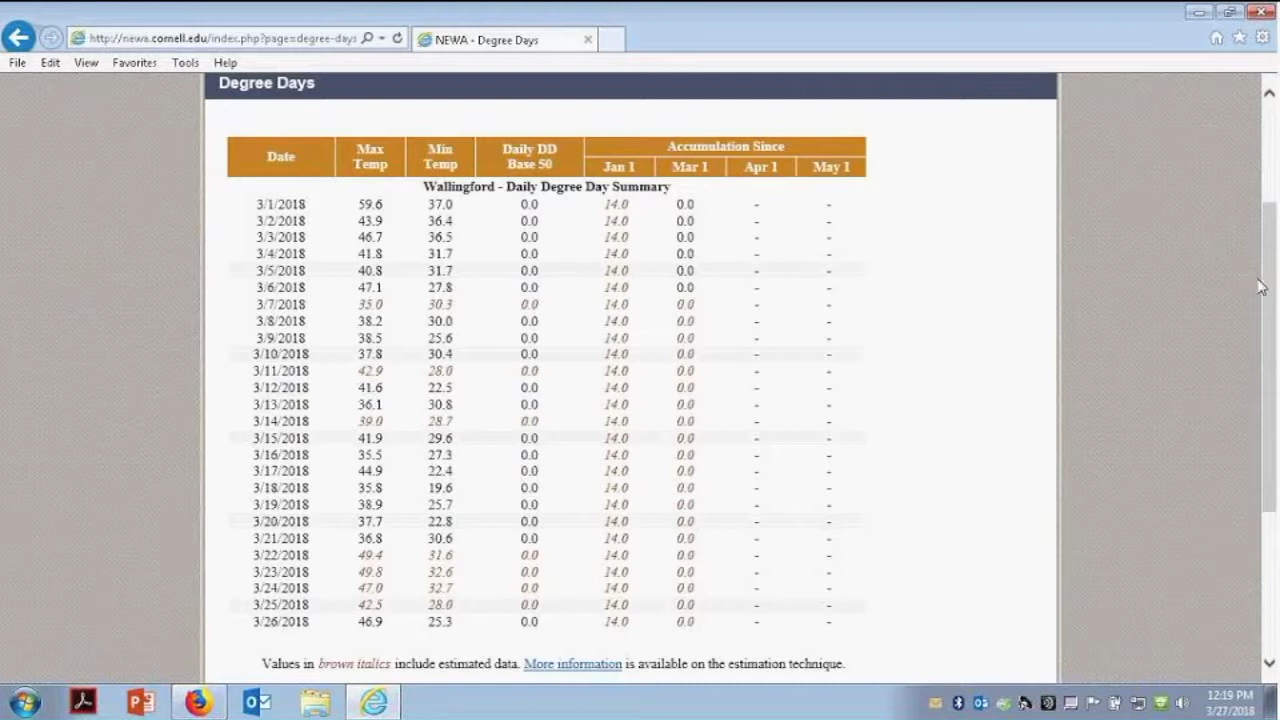 http://newa.cornell.edu/index.php?page=degree-days
NEWA - Degree Days
File Edit View Favorites Tools Help
Degree Days
Date Max Temp Min Temp Daily DD Base 50 Accumulation Since
Jan 1 Mar 1 Apr 1 May 1
Wallingford - Daily Degree Day Summary
3/1/2018 59.6 37.0 0.0 14.0 0.0 - -
3/2/2018 43.9 36.4 0.0 14.0 0.0 - -
3/3/2018 46.7 36.5 0.0 14.0 0.0 - -
3/4/2018 41.8 31.7 0.0 14.0 0.0 - -
3/5/2018 40.8 31.7 0.0 14.0 0.0 - -
3/6/2018 47.1 27.8 0.0 14.0 0.0 - -
3/7/2018 35.0 30.3 0.0 14.0 0.0 - -
3/8/2018 38.2 30.0 0.0 14.0 0.0 - -
3/9/2018 38.5 25.6 0.0 14.0 0.0 - -
3/10/2018 37.8 30.4 0.0 14.0 0.0 - -
3/11/2018 42.9 28.0 0.0 14.0 0.0 - -
3/12/2018 41.6 22.5 0.0 14.0 0.0 - -
3/13/2018 36.1 30.8 0.0 14.0 0.0 - -
3/14/2018 39.0 28.7 0.0 14.0 0.0 - -
3/15/2018 41.9 29.6 0.0 14.0 0.0 - -
3/16/2018 35.5 27.3 0.0 14.0 0.0 - -
3/17/2018 44.9 22.4 0.0 14.0 0.0 - -
3/18/2018 35.8 19.6 0.0 14.0 0.0 - -
3/19/2018 38.9 25.7 0.0 14.0 0.0 - -
3/20/2018 37.7 22.8 0.0 14.0 0.0 - -
3/21/2018 36.8 30.6 0.0 14.0 0.0 - -
3/22/2018 49.4 31.6 0.0 14.0 0.0 - -
3/23/2018 49.8 32.6 0.0 14.0 0.0 - -
3/24/2018 47.0 32.7 0.0 14.0 0.0 - -
3/25/2018 42.5 28.0 0.0 14.0 0.0 - -
3/26/2018 46.9 25.3 0.0 14.0 0.0 - -
Values in brown italics include estimated data. More information is available on the estimation technique.
12:19 PM
3/27/2018